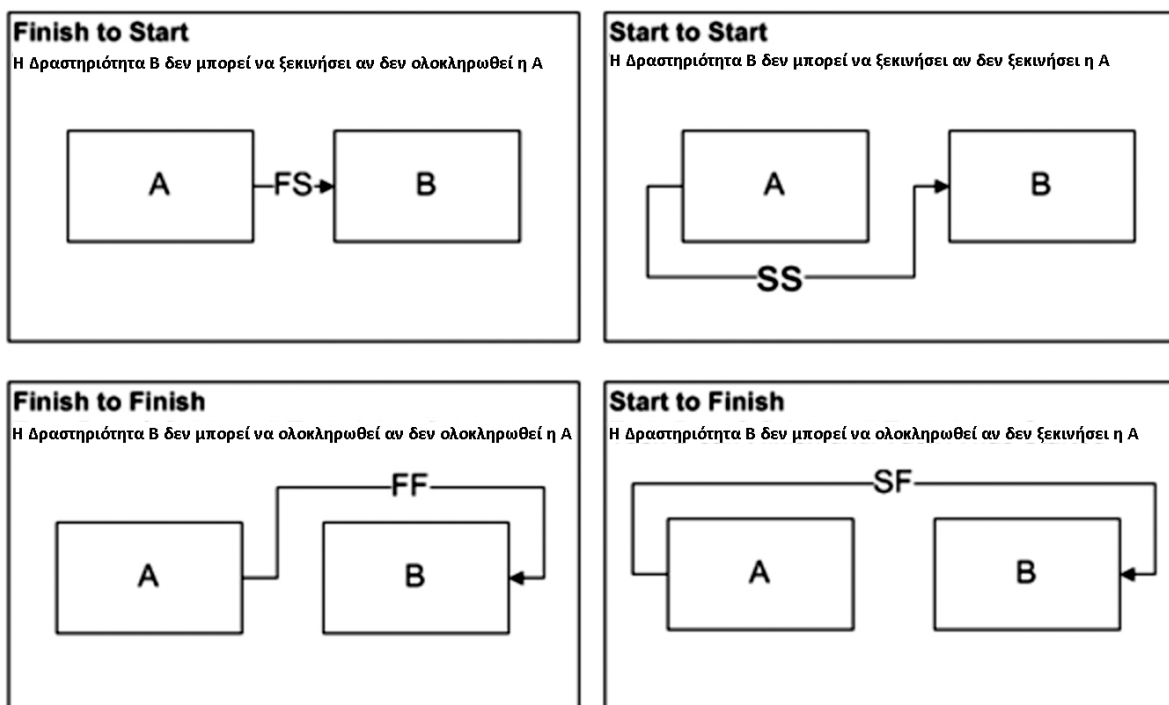 Finish to Start
Η Δραστηριότητα Β δεν μπορεί να ξεκινήσει αν δεν ολοκληρωθεί η Α
A
FS
B
Start to Start
Η Δραστηριότητα Β δεν μπορεί να ξεκινήσει αν δεν ξεκινήσει η Α
A
B
SS
Finish to Finish
Η Δραστηριότητα Β δεν μπορεί να ολοκληρωθεί αν δεν ολοκληρωθεί η Α
FF
A
B
Start to Finish
Η Δραστηριότητα Β δεν μπορεί να ολοκληρωθεί αν δεν ξεκινήσει η Α
SF
A
B